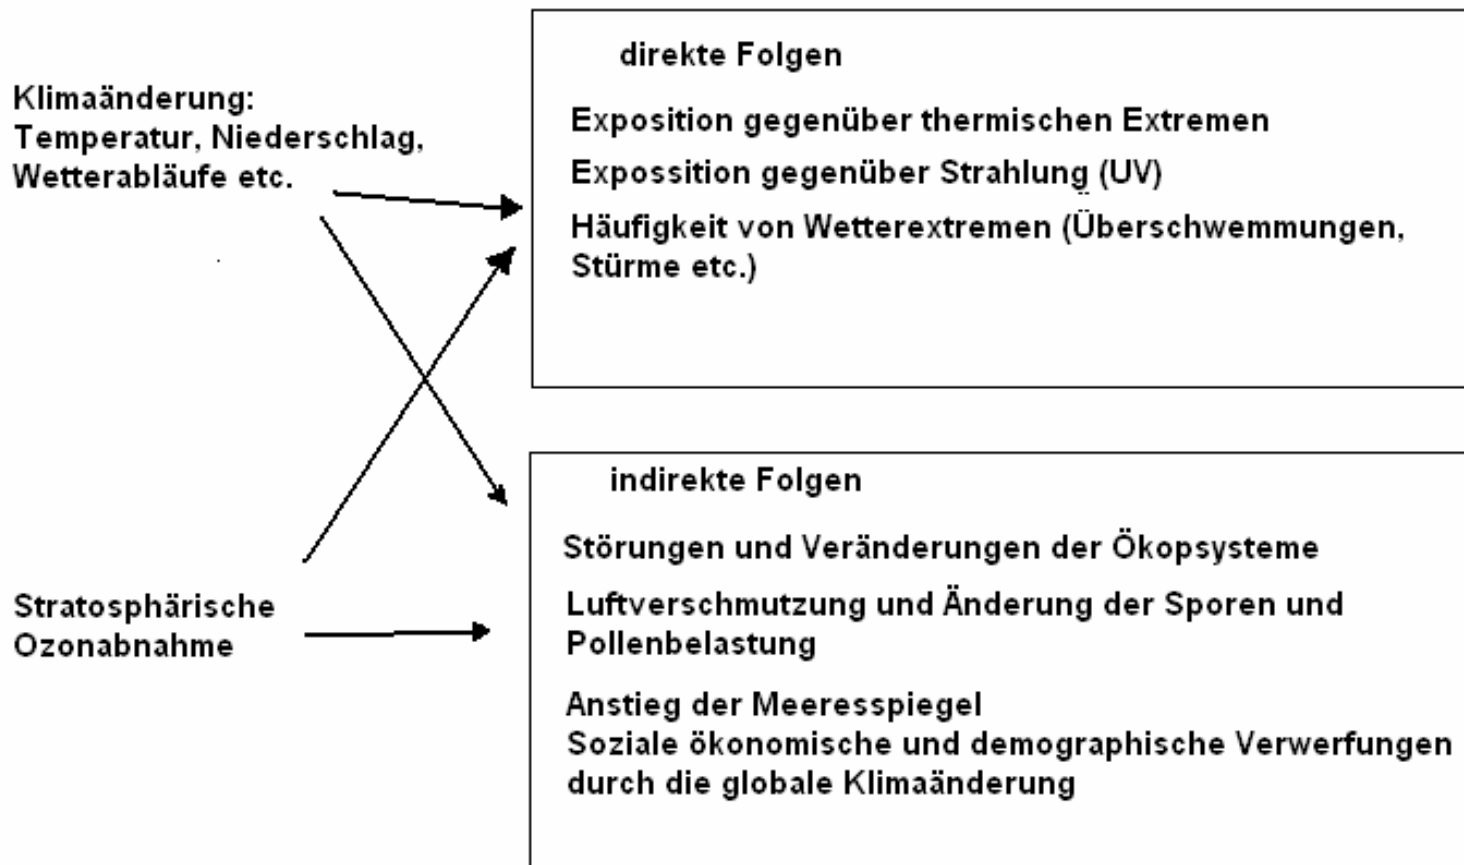 Klimaänderung:
Temperatur, Niederschlag,
Wetterabläufe etc.
Stratosphärische
Ozonabnahme
direkte Folgen
Exposition gegenüber thermischen Extremen
Expossition gegenüber Strahlung (UV)
Häufigkeit von Wetterextremen (Überschwemmungen,
Stürme etc.)
indirekte Folgen
Störungen und Veränderungen der Ökopsysteme
Luftverschmutzung und Änderung der Sporen und
Pollenbelastung
Anstieg der Meeresspiegel
Soziale ökonomische und demographische Verwerfungen
durch die globale Klimaänderung